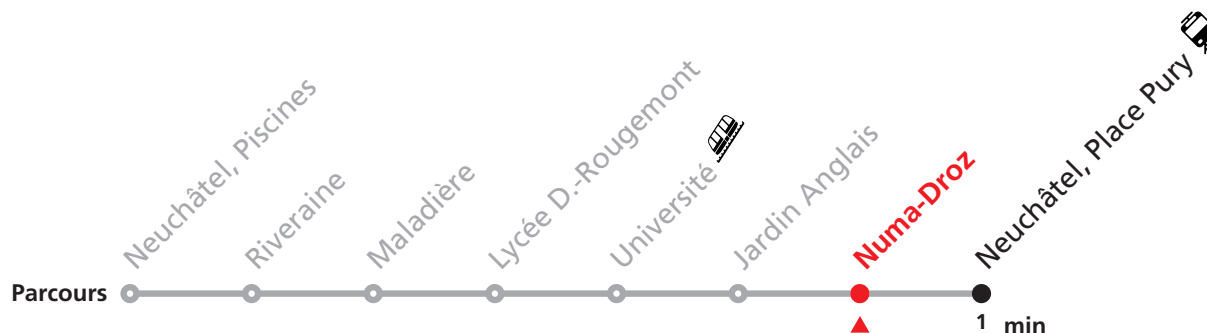 Neuchâtel, Piscines
Riveraine
Maladière
Lycée D.-Rougemont
Université
Jardin Anglais
Numa-Droz
Neuchâtel, Place Pury
Parcours
1 min